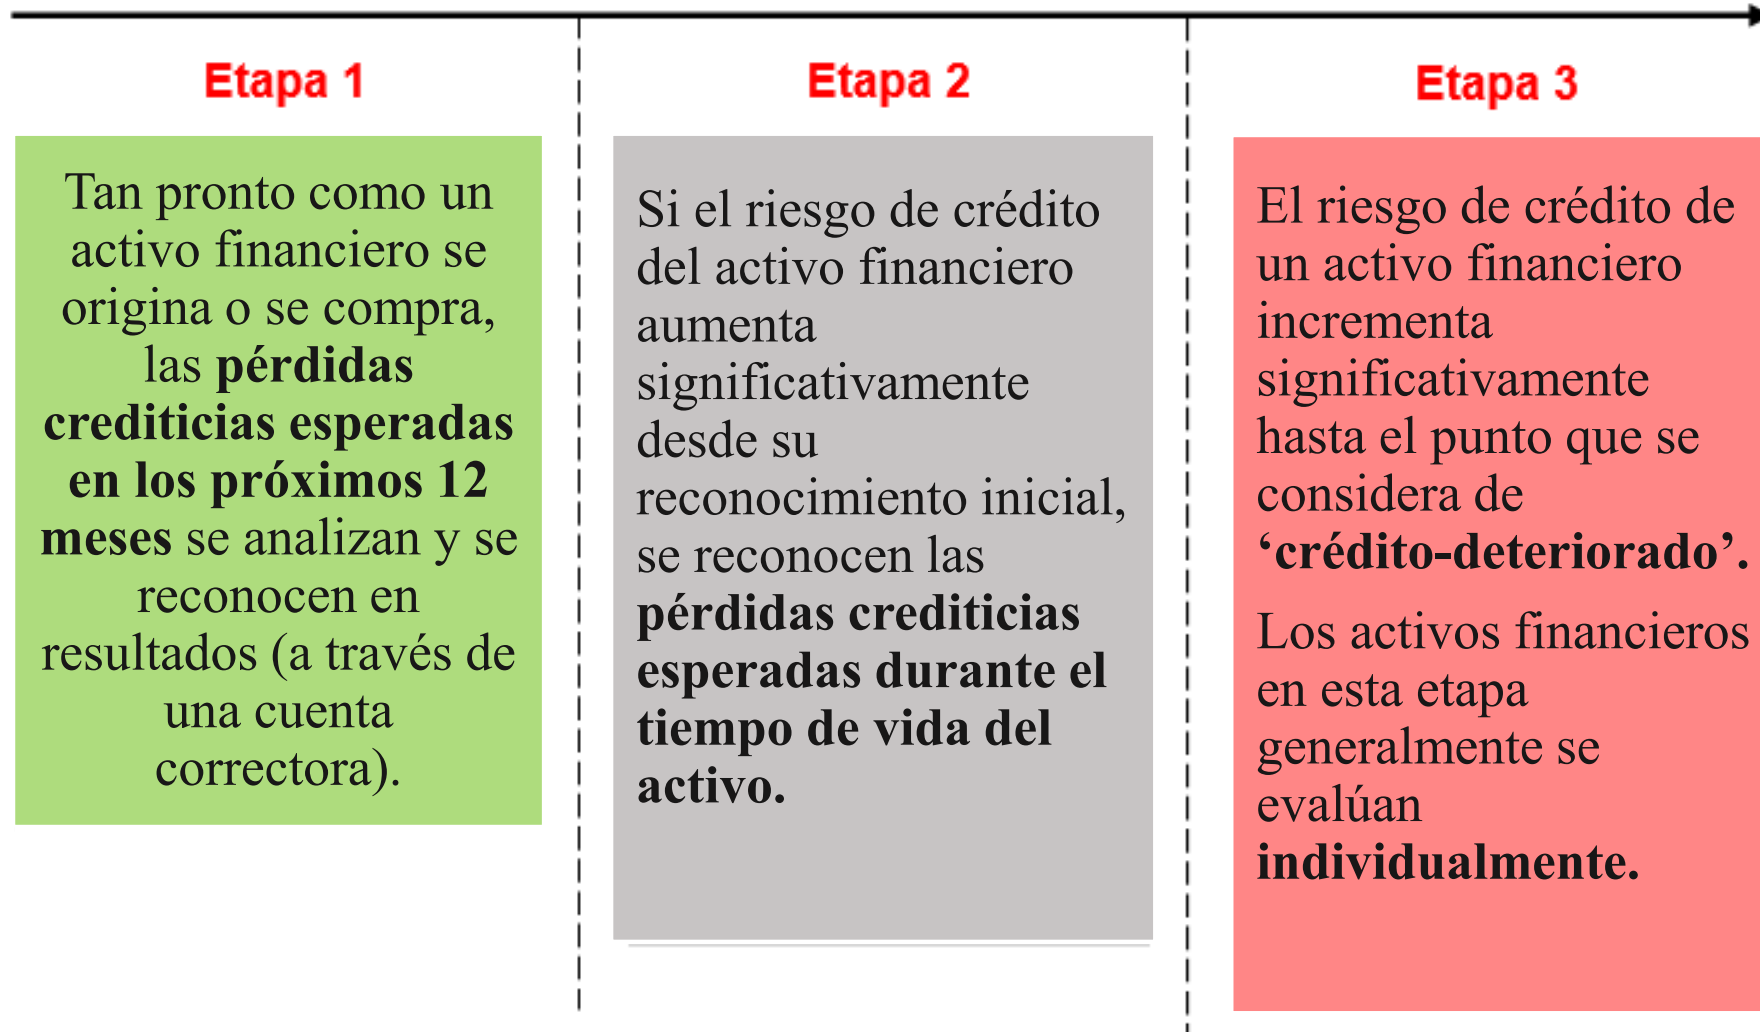 Etapa 1
Tan pronto como un
activo financiero se
origina o se compra,
las pérdidas
crediticias esperadas
en los próximos 12
meses se analizan y se
reconocen en
resultados (a través de
una cuenta
correctora).
Etapa 2
Si el riesgo de crédito
del activo financiero
aumenta
significativamente
desde su
reconocimiento inicial,
se reconocen las
pérdidas crediticias
esperadas durante el
tiempo de vida del
activo.
Etapa 3
El riesgo de crédito de
un activo financiero
incrementa
significativamente
hasta el punto que se
considera de
‘crédito-deteriorado’.
Los activos financieros
en esta etapa
generalmente se
evalúan
individualmente.